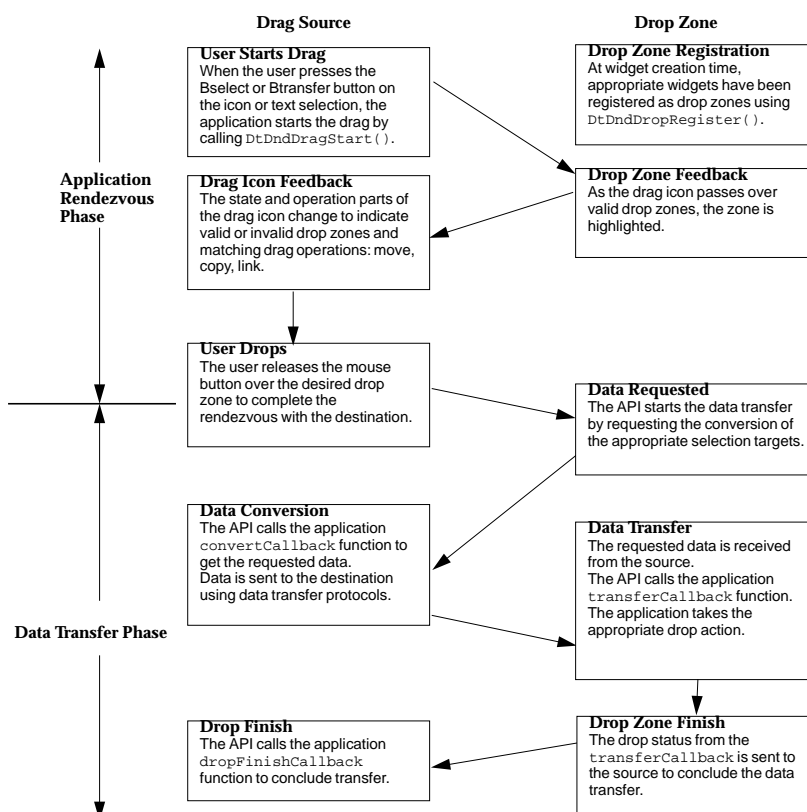 Drag Source
Drop Zone
User Starts Drag
When the user presses the
Bselect or Btransfer button on
the icon or text selection, the
application starts the drag by
calling DtDndDragStart().
Drop Zone Registration
At widget creation time,
appropriate widgets have been
registered as drop zones using
DtDndDropRegister().
Application
Rendezvous
Phase
Drag Icon Feedback
The state and operation parts of
the drag icon change to indicate
valid or invalid drop zones and
matching drag operations: move,
copy, link.
Drop Zone Feedback
As the drag icon passes over
valid drop zones, the zone is
highlighted.
User Drops
The user releases the mouse
button over the desired drop
zone to complete the
rendezvous with the destination.
Data Requested
The API starts the data transfer
by requesting the conversion of
the appropriate selection targets.
Data Conversion
The API calls the application
convertCallback function to
get the requested data.
Data is sent to the destination
using data transfer protocols.
Data Transfer
The requested data is received
from the source.
The API calls the application
transferCallback function.
The application takes the
appropriate drop action.
Data Transfer Phase
Drop Finish
The API calls the application
dropFinishCallback
function to conclude transfer.
Drop Zone Finish
The drop status from the
transferCallback is sent to
the source to conclude the data
transfer.